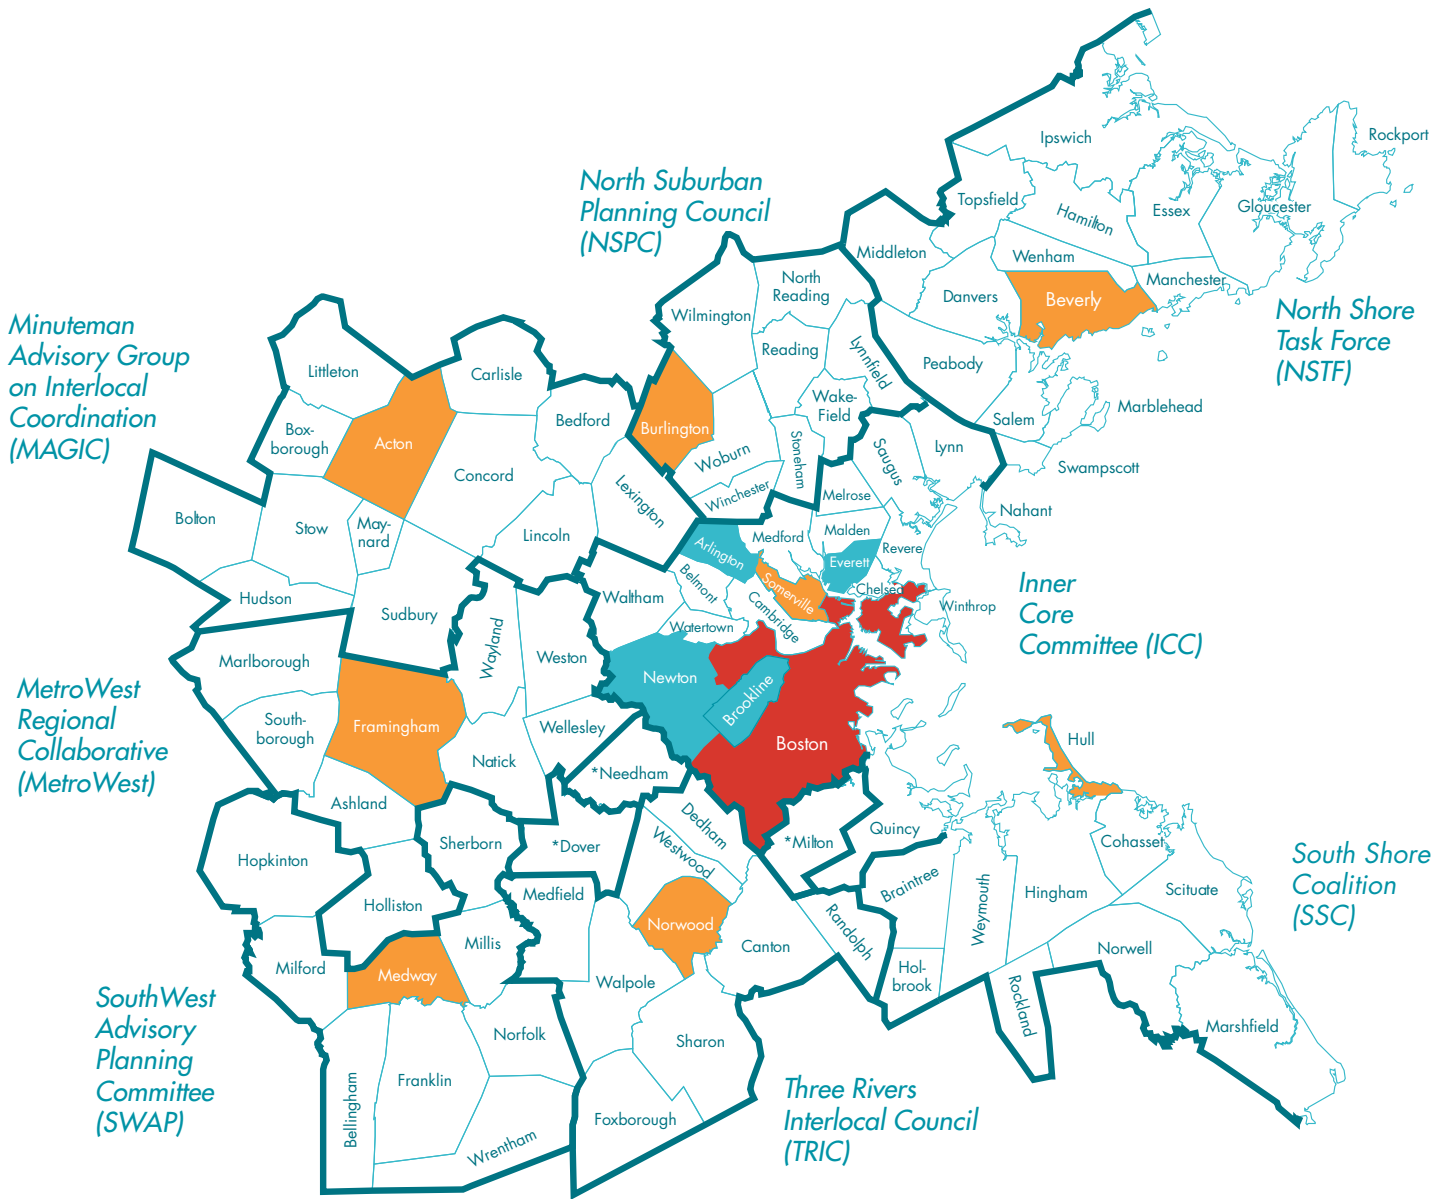 Ipswich
Rockport
Topsfield
Hamilton
Essex
Gloucester
North Suburban
Planning Council
(NSPC)
Middleton
Wenham
North
Reading
Danvers
Beverly
Manchester
North Shore
Task Force
(NSTF)
Wilmington
Minuteman
Advisory Group
on Interlocal
Coordination
(MAGIC)
Reading
Lynnfield
Peabody
Littleton
Carlisle
Wake-
Field
Marblehead
Salem
Bedford
Burlington
Box-
borough
Acton
Woburn
Stoneham
Saugus
Lynn
Swampscott
Concord
Lexington
Winchester
Melrose
Nahant
Bolton
Stow
May-
nard
Lincoln
Arlington
Medford
Malden
Revere
Everett
Hudson
Sudbury
Waltham
Belmont
Somerville
Chelsea
Winthrop
Inner
Core
Committee (ICC)
Cambridge
Watertown
Marlborough
Wayland
Weston
Newton
Brookline
MetroWest
Regional
Collaborative
(MetroWest)
South-
borough
Framingham
Wellesley
Boston
Hull
Natick
*Needham
Ashland
Dedham
Quincy
Sherborn
*Dover
Westwood
*Milton
Cohasset
South Shore
Coalition
(SSC)
Hopkinton
Medfield
Braintree
Weymouth
Hingham
Scituate
Holliston
Norwood
Randolph
Millis
Canton
Norwell
Milford
Medway
Walpole
Hol-
brook
Rockland
SouthWest
Advisory
Planning
Committee
(SWAP)
Norfolk
Sharon
Marshfield
Franklin
Three Rivers
Interlocal Council
(TRIC)
Bellingham
Foxborough
Wrentham